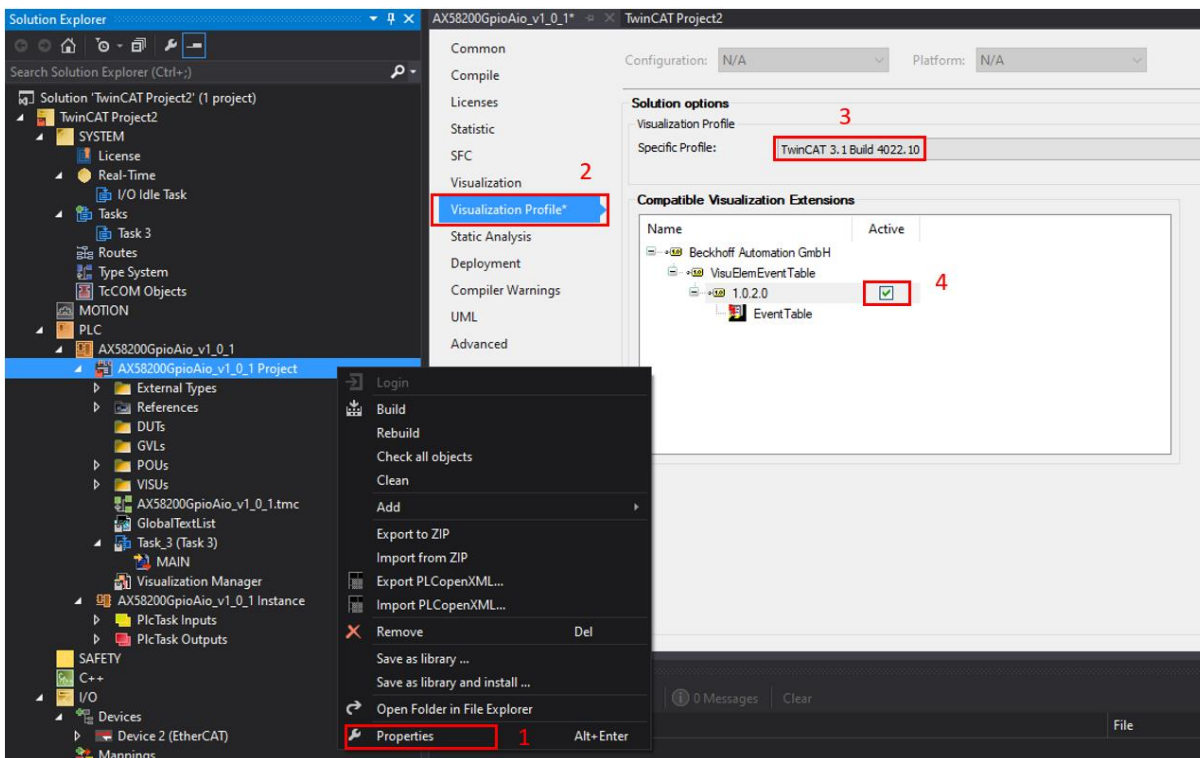 Solution Explorer
Search Solution Explorer (Ctrl+;)
Solution 'TwinCAT Project2' (1 project)
TwinCAT Project2
SYSTEM
License
Real-Time
I/O Idle Task
Tasks
Task 3
Routes
Type System
TcCOM Objects
MOTION
PLC
AX58200GpioAio_v1_0_1
AX58200GpioAio_v1_0_1 Project
External Types
References
DUTs
GVLs
POUs
VISUs
AX58200GpioAio_v1_0_1.tmc
GlobalTextList
Task_3 (Task 3)
MAIN
Visualization Manager
AX58200GpioAio_v1_0_1 Instance
PlcTask Inputs
PlcTask Outputs
SAFETY
C++
I/O
Devices
Device 2 (EtherCAT)
Mappings
Login
Build
Rebuild
Check all objects
Clean
Add
Export to ZIP
Import from ZIP
Export PLCopenXML...
Import PLCopenXML...
Remove Del
Save as library ...
Save as library and install ...
Open Folder in File Explorer
Properties 1 Alt+Enter
AX58200GpioAio_v1_0_1* TwinCAT Project2
Common
Compile
Licenses
Statistic
SFC
Visualization
2
Visualization Profile*
Static Analysis
Deployment
Compiler Warnings
UML
Advanced
Configuration: N/A Platform: N/A
Solution options
Visualization Profile
3
Specific Profile: TwinCAT 3.1 Build 4022.10
Compatible Visualization Extensions
Name Active
Beckhoff Automation GmbH
VisuElemEventTable
1.0.2.0 4
EventTable
0 Messages Clear
File